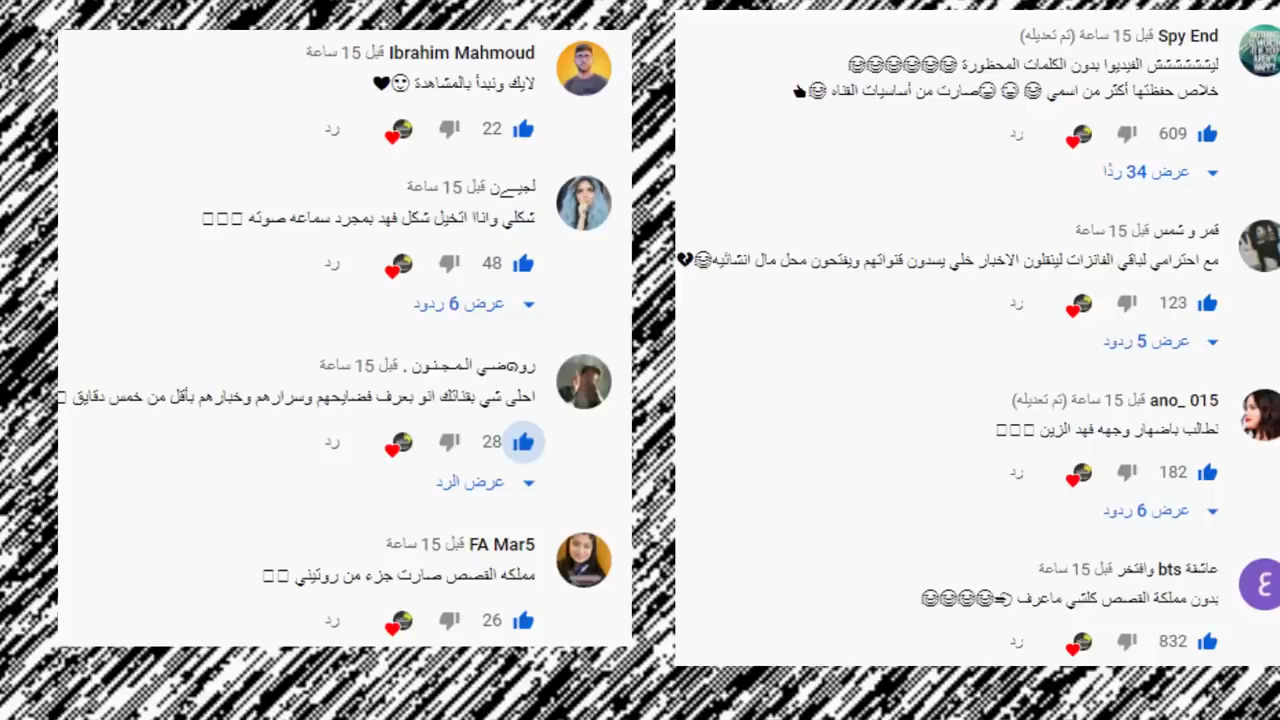 Spy End قبل 15 ساعة (تم تعديله)
ليشششششش الفيديوا بدون الكلمات المحظورة 😂😂😂😂😂😂
خلاص حفظتها أكثر من اسمي 😂 😂 😂صارت من أساسيات القناه 😂👍
رد 609
عرض 34 ردًا
قمر و شمس قبل 15 ساعة
مع احترامي لباقي الفانزات لينقلون الاخبار خلي يسدون قنواتهم ويفتحون محل مال انشائيه😂💔
رد 123
عرض 5 ردود
ano_ 015 قبل 15 ساعة (تم تعديله)
نطالب باضهار وجهه فهد الزين
رد 182
عرض 6 ردود
ع
عاشقة bts وافتخر قبل 15 ساعة
بدون مملكة القصص كلشي ماعرف
رد 832
Ibrahim Mahmoud قبل 15 ساعة
لايك ونبدأ بالمشاهدة 🙂🖤
رد 22
لجيـــن قبل 15 ساعة
شكلي واناا اتخيل شكل فهد بمجرد سماعه صوته
رد 48
عرض 6 ردود
روضـي المـجـنـون . قبل 15 ساعة
احلى شي بقناتك انو بعرف فضايحهم وسرارهم وخبارهم بأقل من خمس دقايق
رد 28
عرض الرد
FA Mar5 قبل 15 ساعة
مملكه القصص صارت جزء من روتيني
رد 26